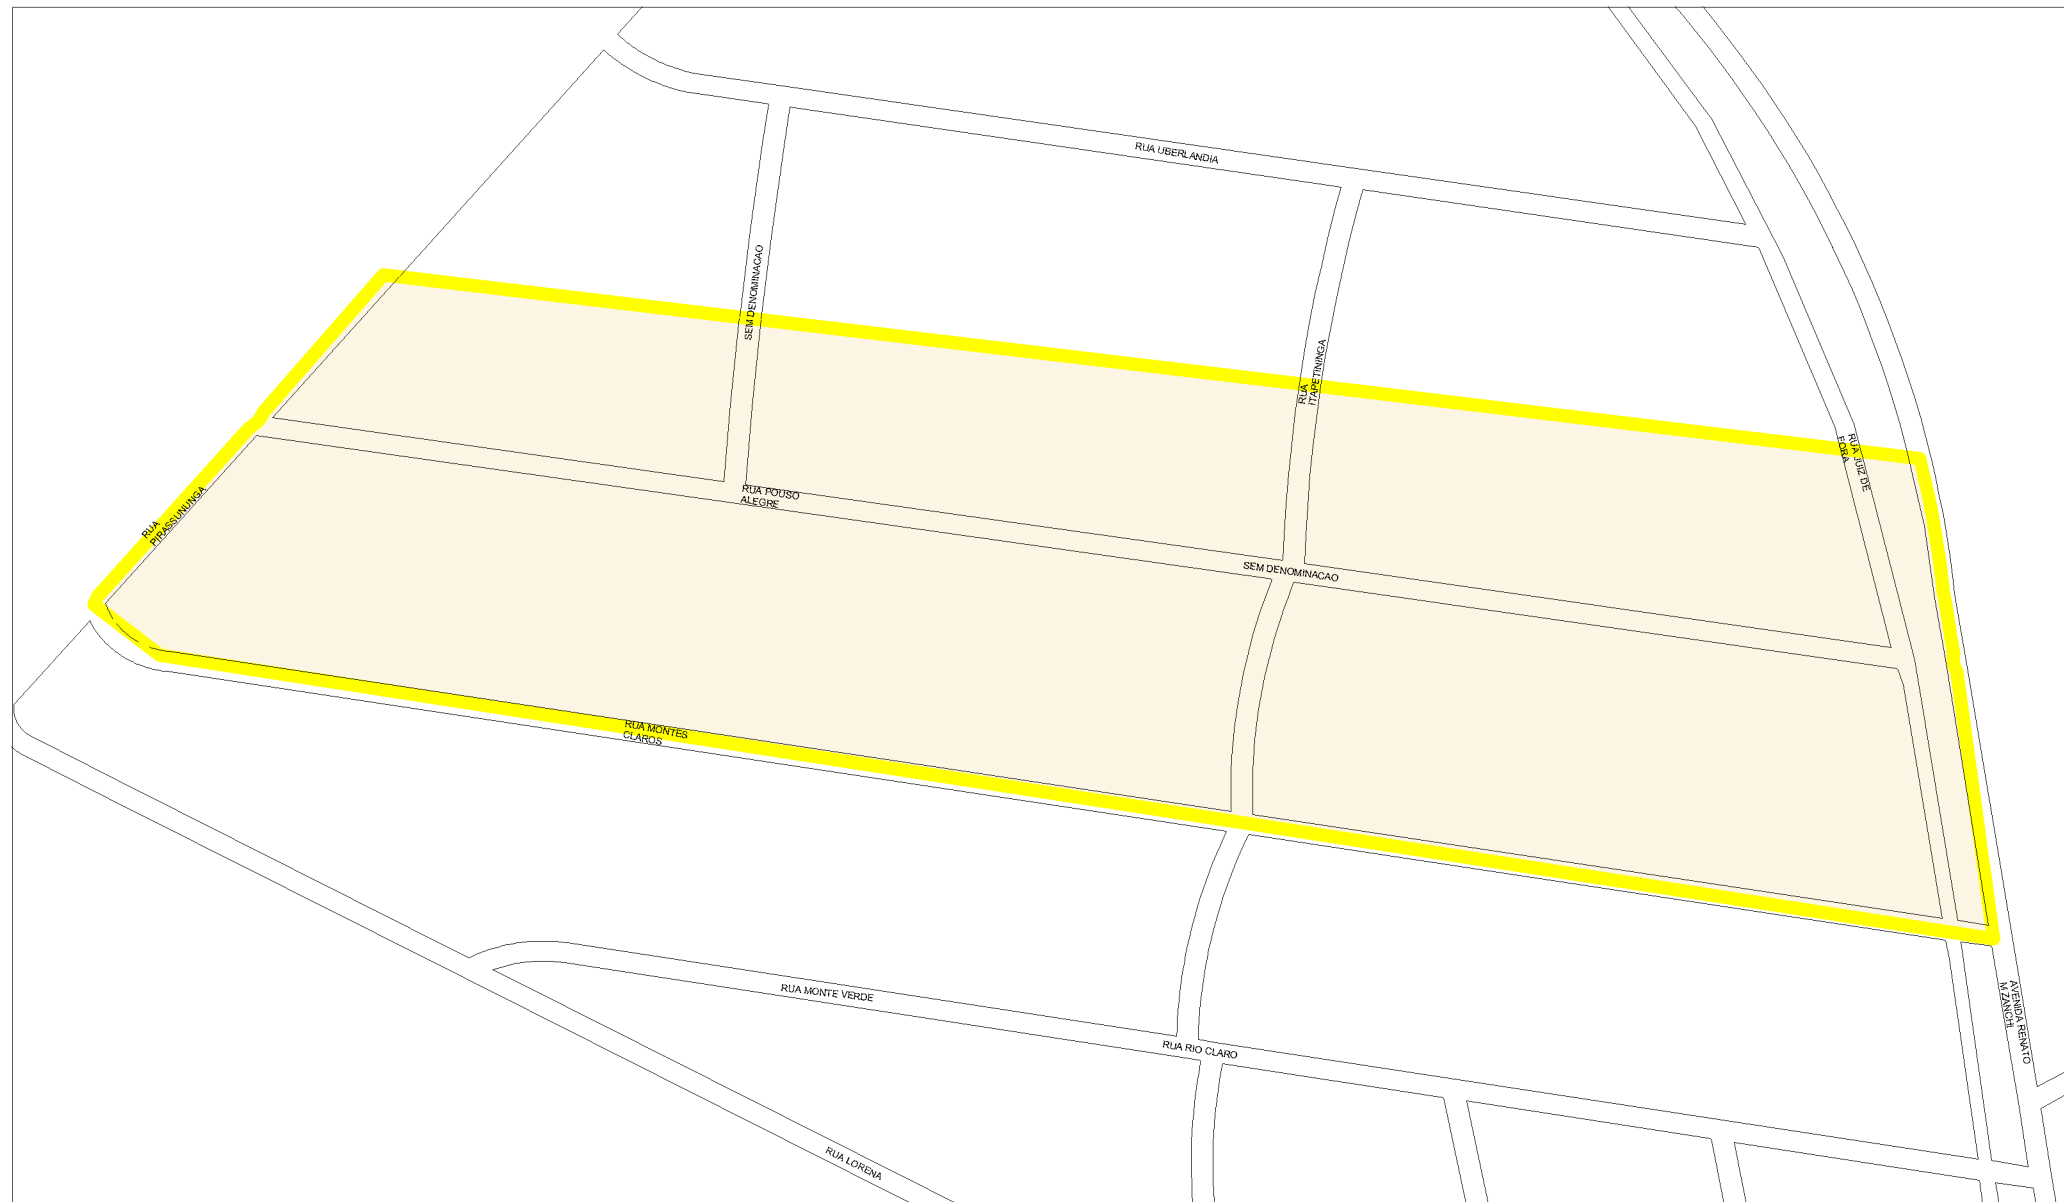 RUA UBERLANDIA
SEM DENOMINACAO
RUA
ITAPETININGA
RUA JUIZ DE
FORA
RUA
PIRASSUNUNGA
RUA POUSO
ALEGRE
SEM DENOMINACAO
RUA MONTES
CLAROS
RUA MONTE VERDE
RUA RIO CLARO
AVENIDA RENATO
M ZANCHI
RUA LORENA